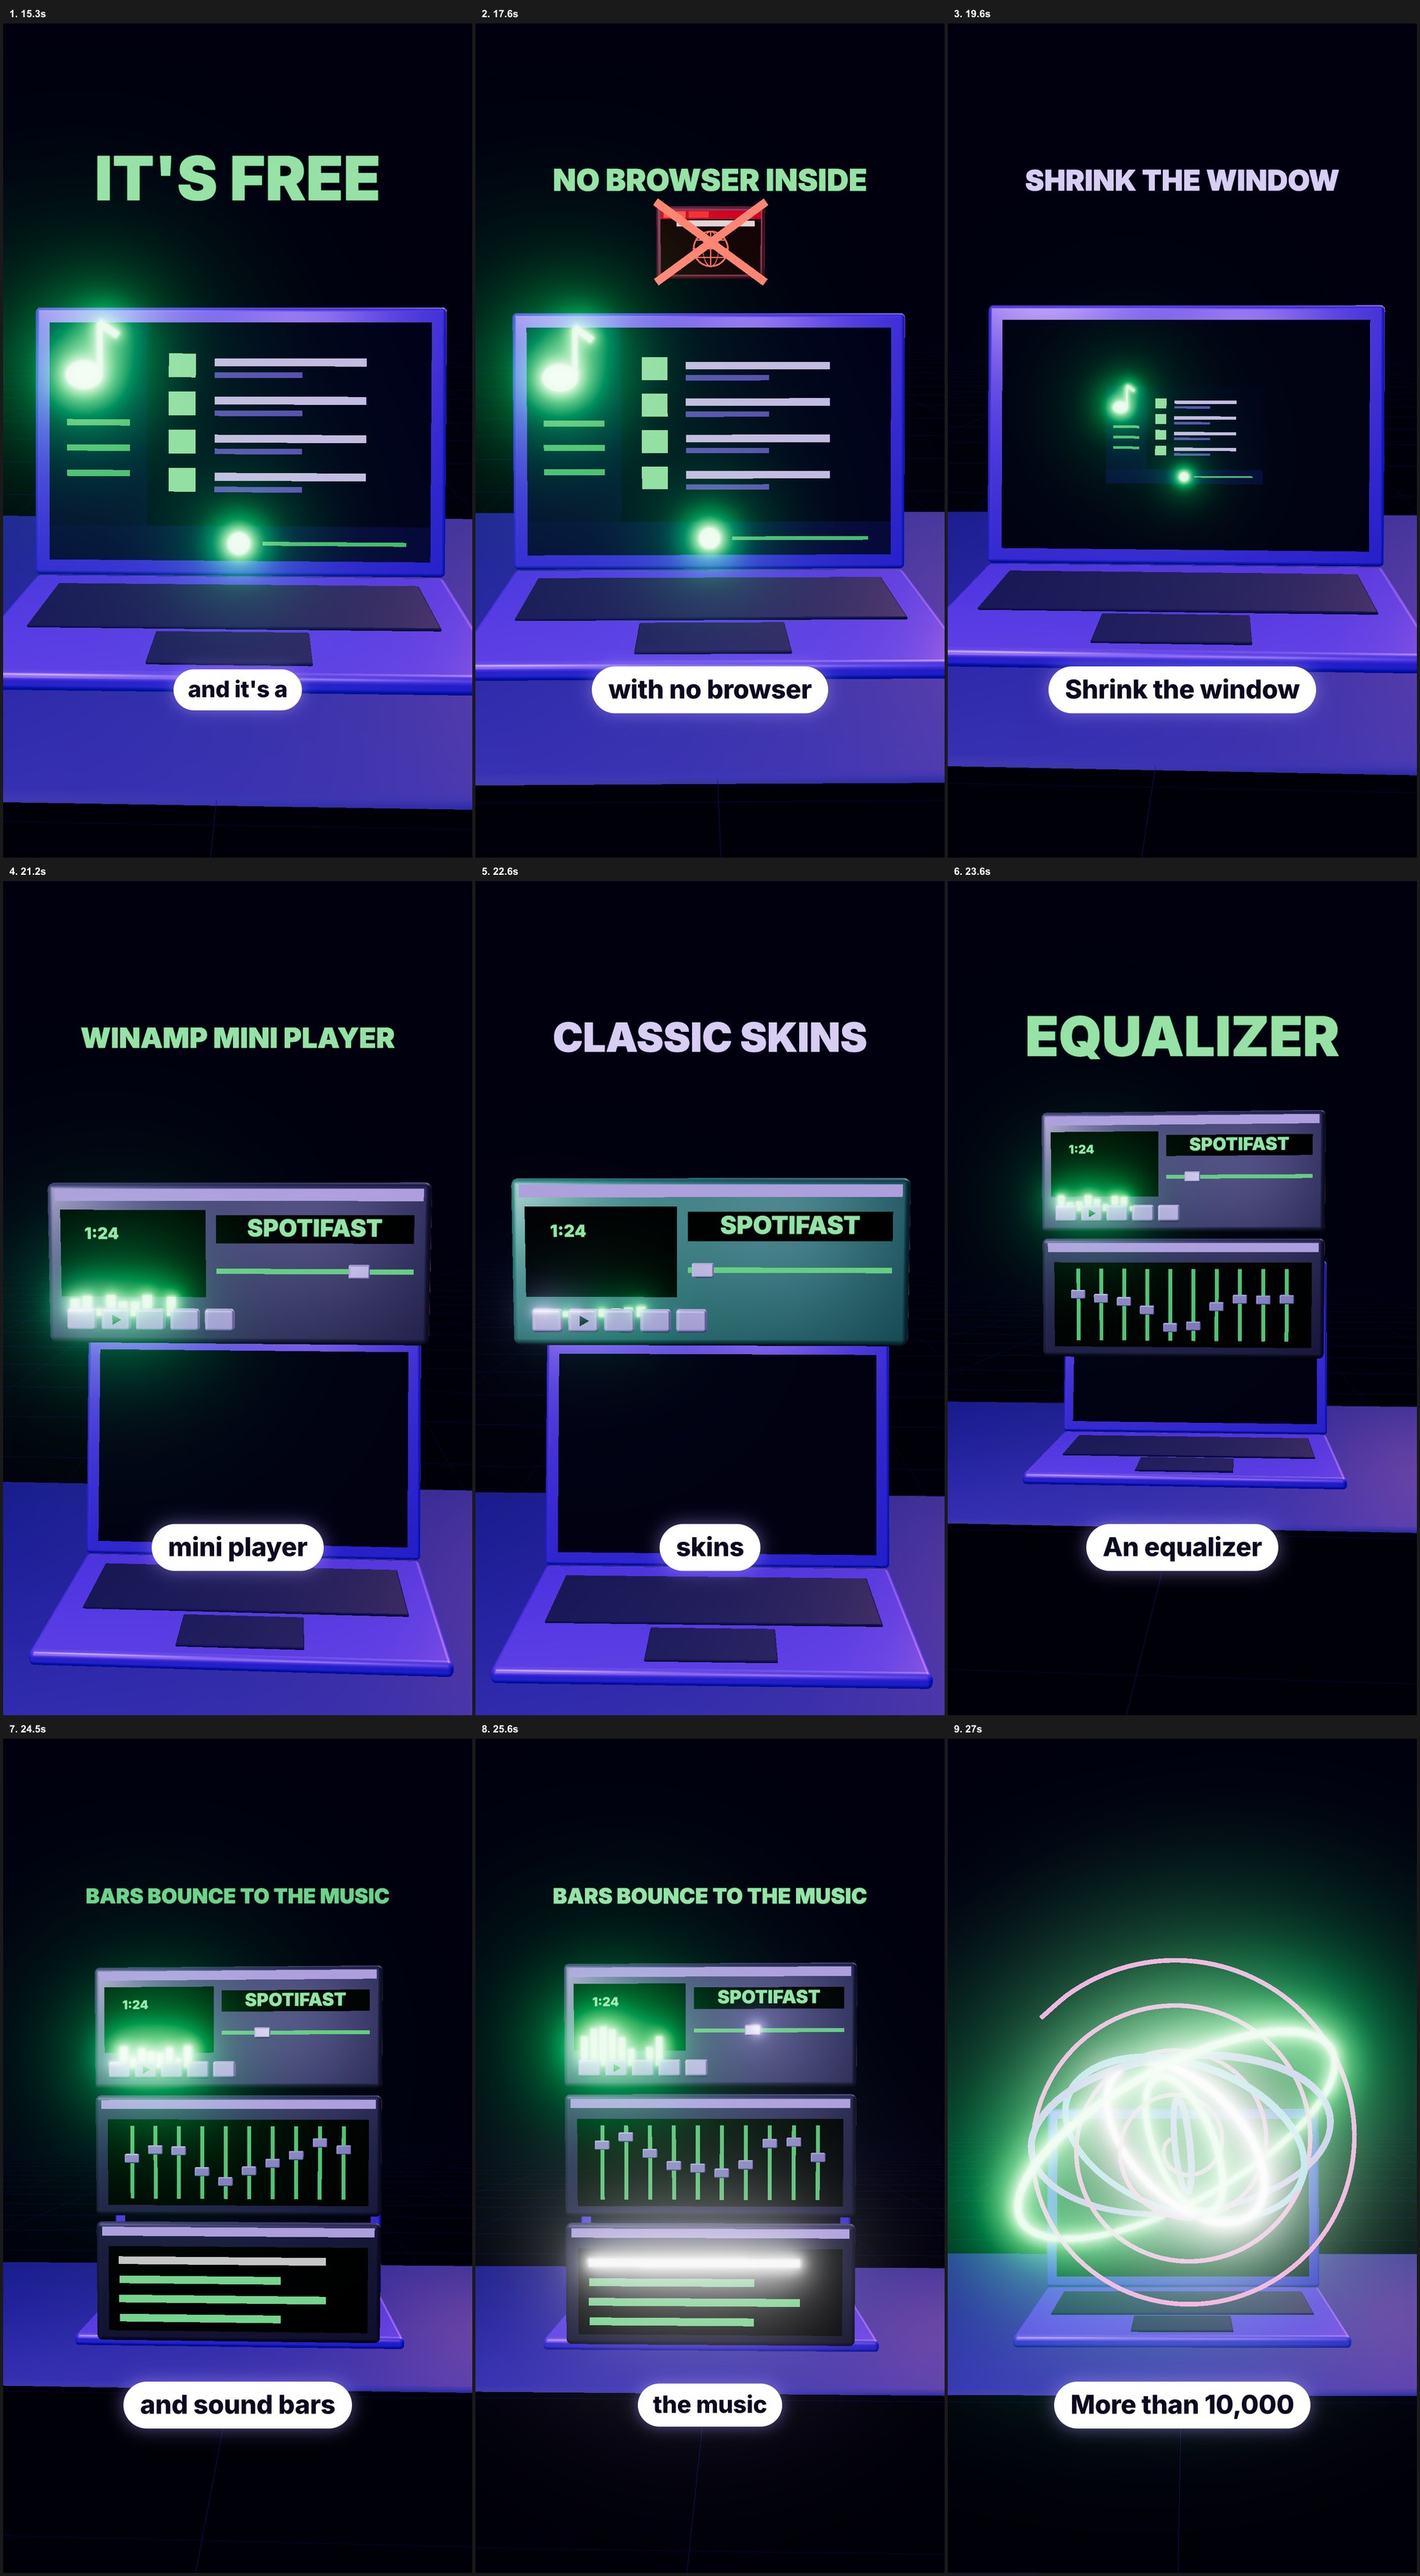 1. 15.3s
IT'S FREE
and it's a
2. 17.6s
NO BROWSER INSIDE
with no browser
3. 19.6s
SHRINK THE WINDOW
Shrink the window
4. 21.2s
WINAMP MINI PLAYER
1:24
SPOTIFAST
mini player
5. 22.6s
CLASSIC SKINS
1:24
SPOTIFAST
skins
6. 23.6s
EQUALIZER
1:24
SPOTIFAST
An equalizer
7. 24.5s
BARS BOUNCE TO THE MUSIC
1:24
SPOTIFAST
and sound bars
8. 25.6s
BARS BOUNCE TO THE MUSIC
1:24
SPOTIFAST
the music
9. 27s
More than 10,000